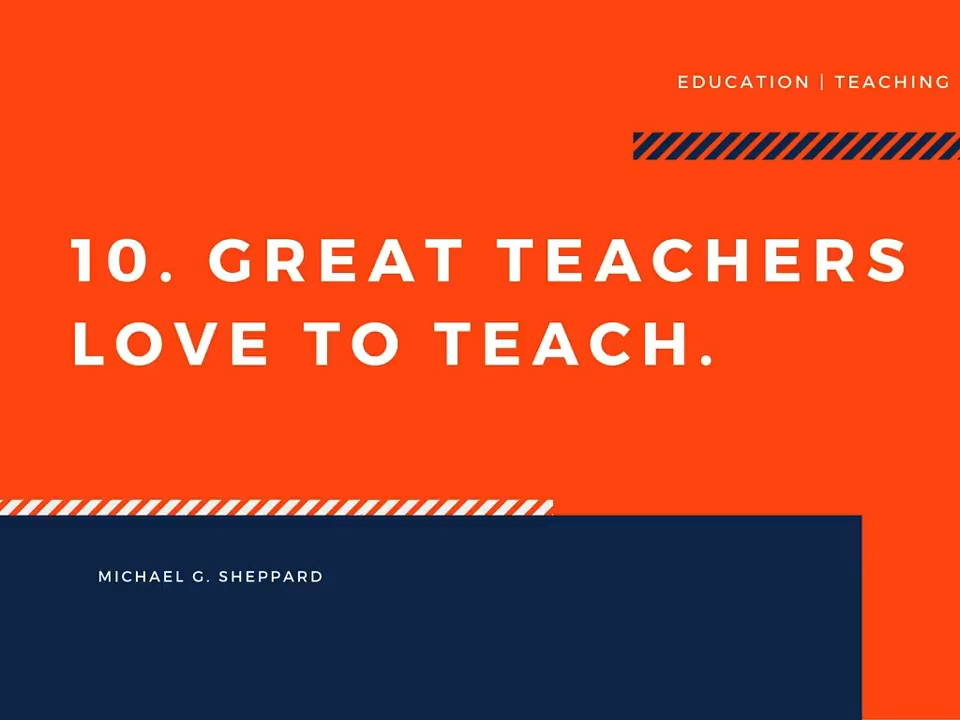 EDUCATION | TEACHING
10. GREAT TEACHERS
LOVE TO TEACH.
MICHAEL G. SHEPPARD